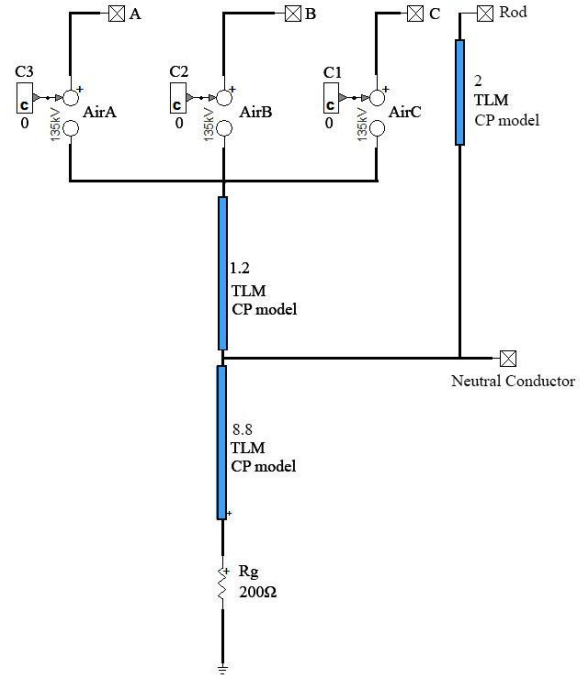 A
B
C
Rod
C3
C2
C1
c
c
c
0
0
0
135kV
135kV
135kV
+
+
+
AirA
AirB
AirC
2
TLM
CP model
1.2
TLM
CP model
Neutral Conductor
8.8
TLM
CP model
+
+
Rg
200Ω